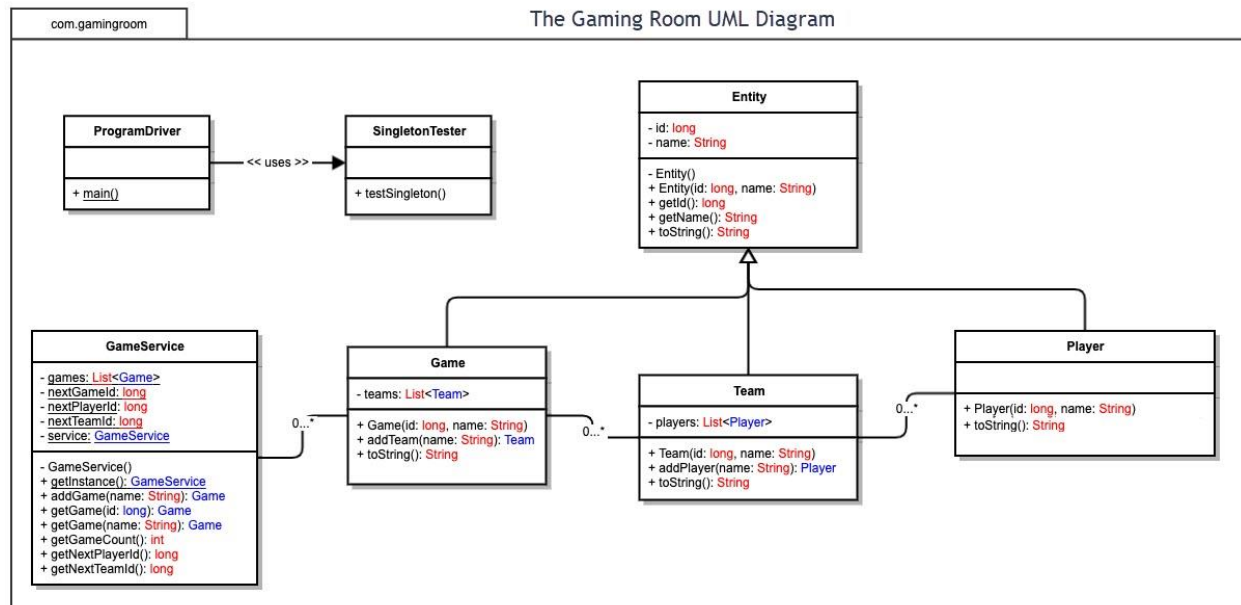 com.gamingroom
The Gaming Room UML Diagram
ProgramDriver
+ main()
<< uses >>
SingletonTester
+ testSingleton()
Entity
- id: long
- name: String
- Entity()
+ Entity(id: long, name: String)
+ getId(): long
+ getName(): String
+ toString(): String
GameService
- games: List<Game>
- nextGameId: long
- nextPlayerId: long
- nextTeamId: long
- service: GameService
- GameService()
+ getInstance(): GameService
+ addGame(name: String): Game
+ getGame(id: long): Game
+ getGame(name: String): Game
+ getGameCount(): int
+ getNextPlayerId(): long
+ getNextTeamId(): long
0...*
Game
- teams: List<Team>
+ Game(id: long, name: String)
+ addTeam(name: String): Team
+ toString(): String
0...*
Team
- players: List<Player>
+ Team(id: long, name: String)
+ addPlayer(name: String): Player
+ toString(): String
0...*
Player
+ Player(id: long, name: String)
+ toString(): String